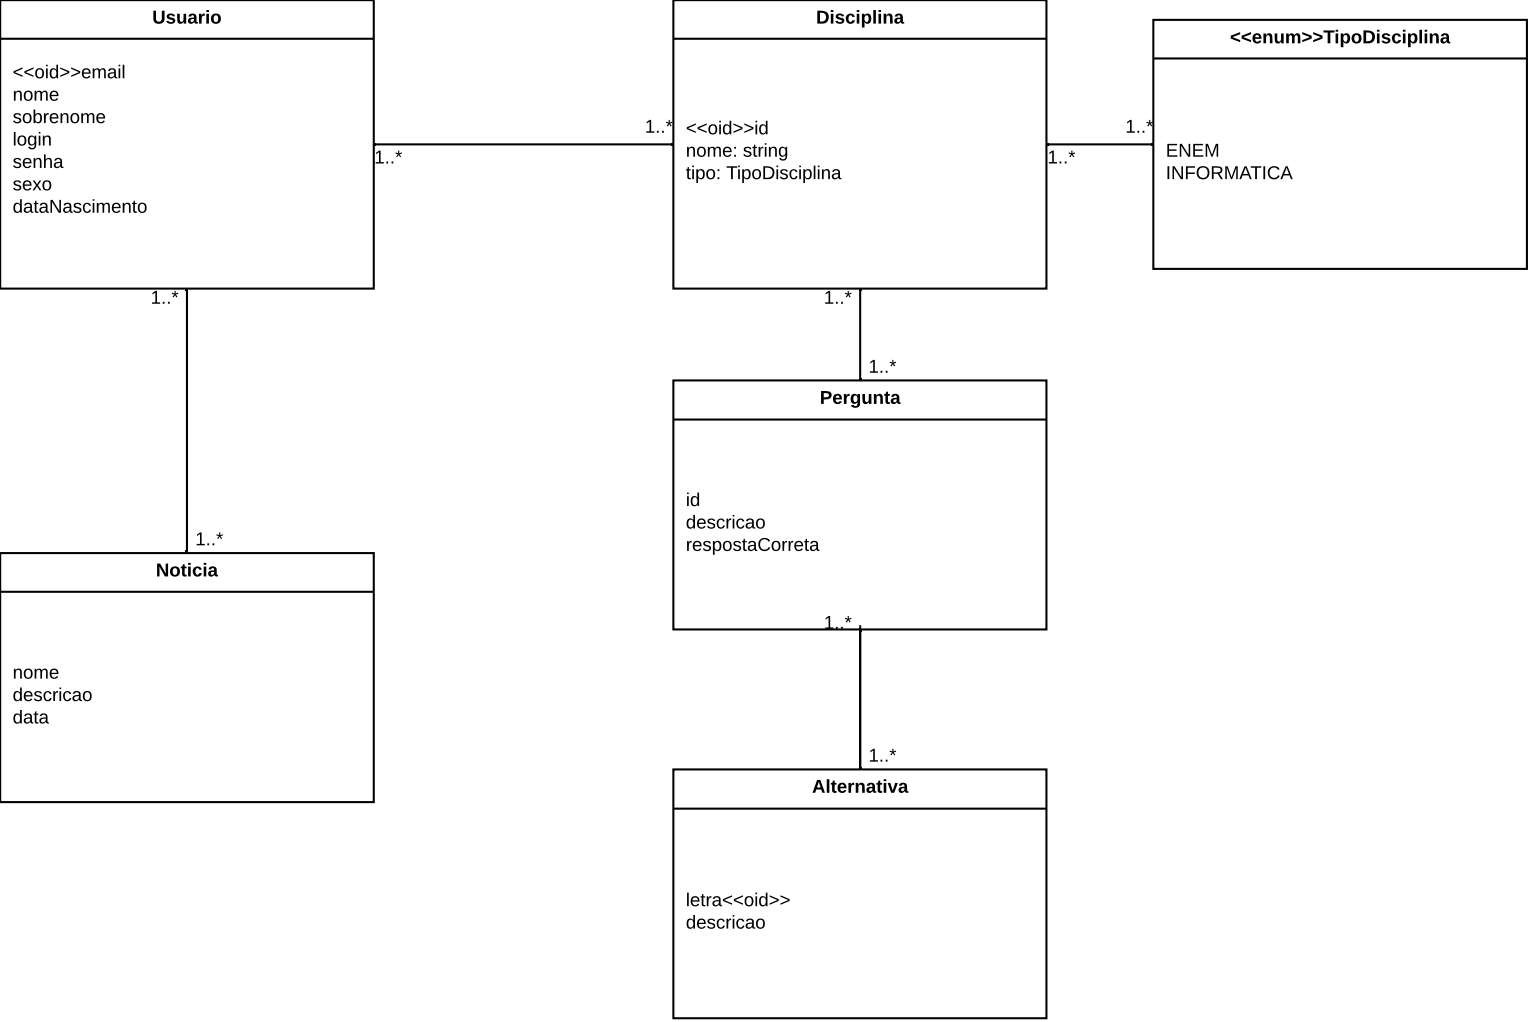 Usuario
<<oid>>email
nome
sobrenome
login
senha
sexo
dataNascimento
1..*
1..*
Disciplina
<<oid>>id
nome: string
tipo: TipoDisciplina
1..*
1..*
<<enum>>TipoDisciplina
ENEM
INFORMATICA
1..*
1..*
Noticia
nome
descricao
data
1..*
1..*
Pergunta
id
descricao
respostaCorreta
1..*
1..*
Alternativa
letra<<oid>>
descricao